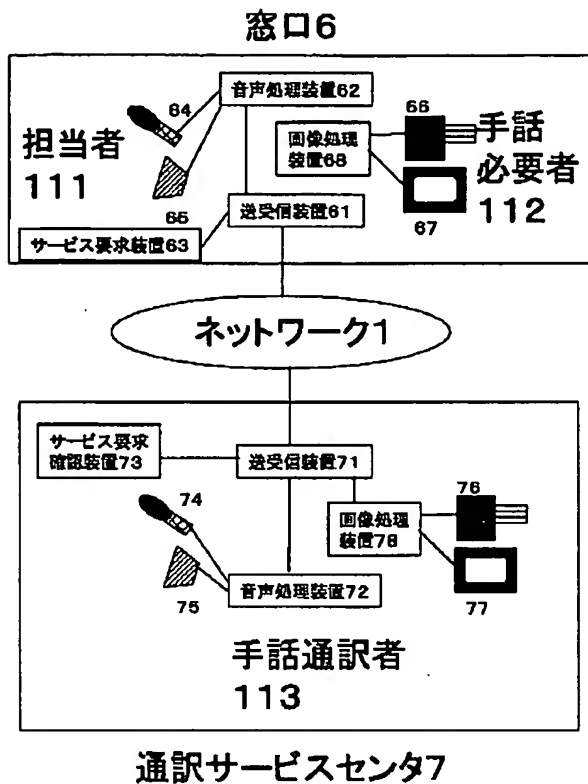 窓口6
音声処理装置62
64
66
手話
必要者
112
担当者
111
画像処理
装置68
65
送受信装置61
67
サービス要求装置63
ネットワーク1
サービス要求
確認装置73
送受信装置71
74
76
画像処理
装置78
75
音声処理装置72
77
手話通訳者
113
通訳サービスセンタ7